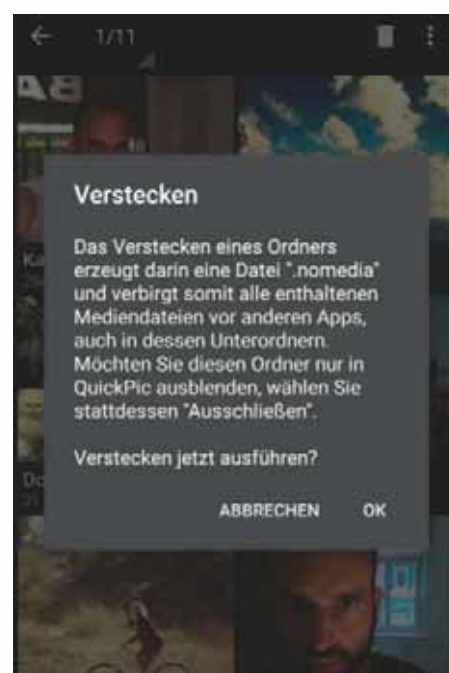 1/11
Verstecken
Das Verstecken eines Ordners
erzeugt darin eine Datei ".nomedia"
und verbirgt somit alle enthaltenen
Mediendateien vor anderen Apps,
auch in dessen Unterordnern.
Möchten Sie diesen Ordner nur in
QuickPic ausblenden, wählen Sie
stattdessen "Ausschließen".
Verstecken jetzt ausführen?
ABBRECHEN OK